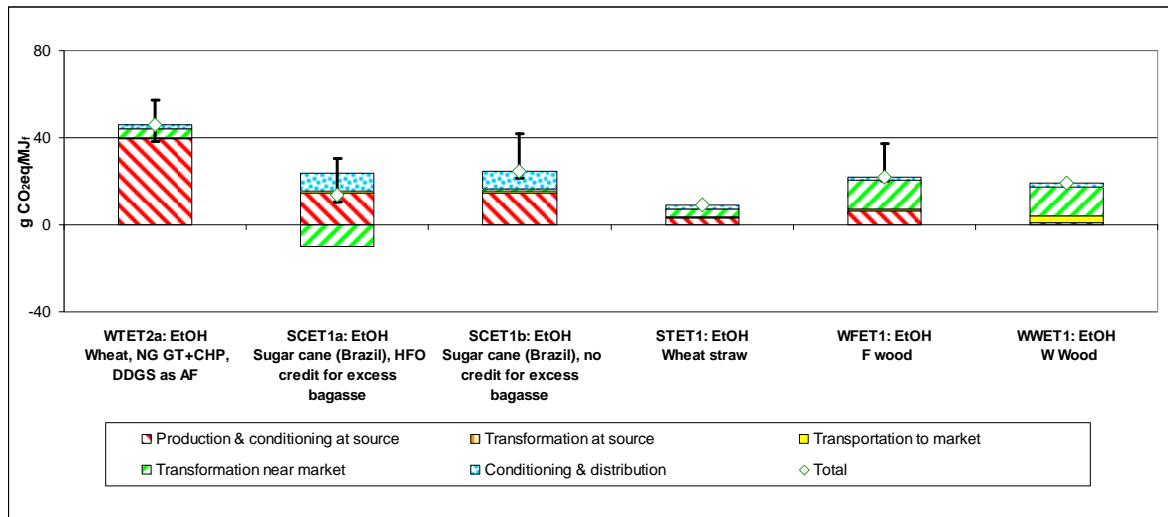 80
40
0
-40
g CO2eq/MJf
WTET2a: EtOH
Wheat, NG GT+CHP,
DDGS as AF
SCET1a: EtOH
Sugar cane (Brazil), HFO
credit for excess
bagasse
SCET1b: EtOH
Sugar cane (Brazil), no
credit for excess
bagasse
STET1: EtOH
Wheat straw
WFET1: EtOH
F wood
WWET1: EtOH
W Wood
Production & conditioning at source
Transformation at source
Transportation to market
Transformation near market
Conditioning & distribution
Total